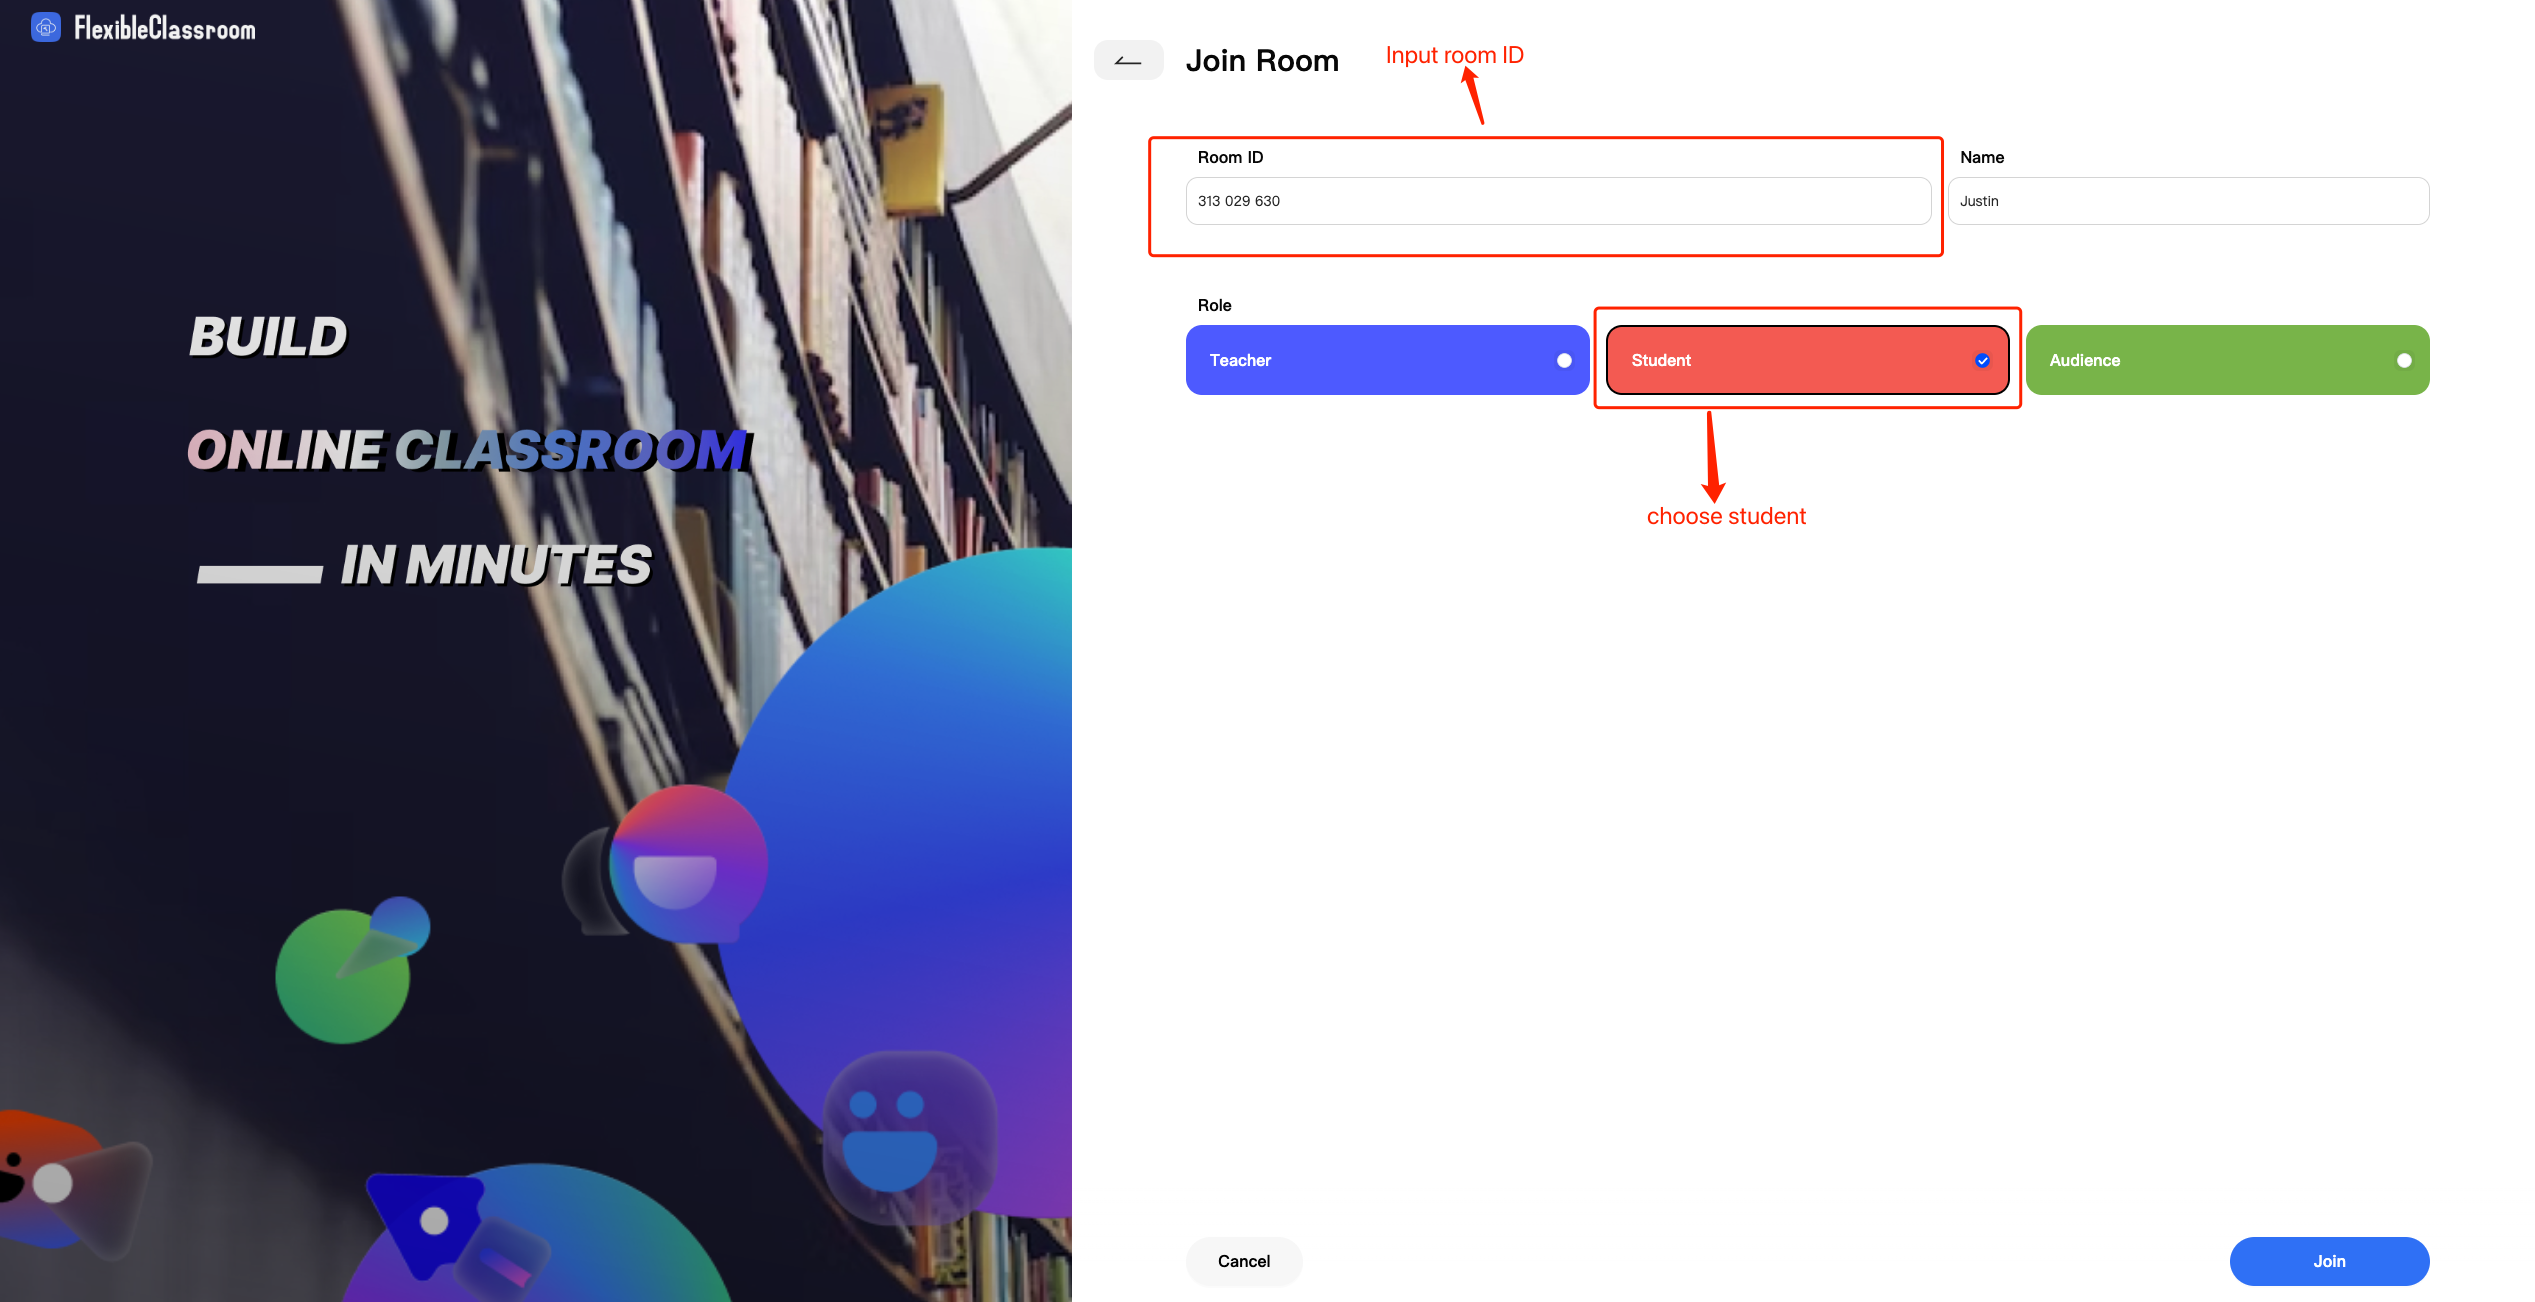 FlexibleClassroom
BUILD
ONLINE CLASSROOM
IN MINUTES
Join Room
Input room ID
Room ID
Name
313 029 630
Justin
Role
Teacher
Student
Audience
choose student
Cancel
Join